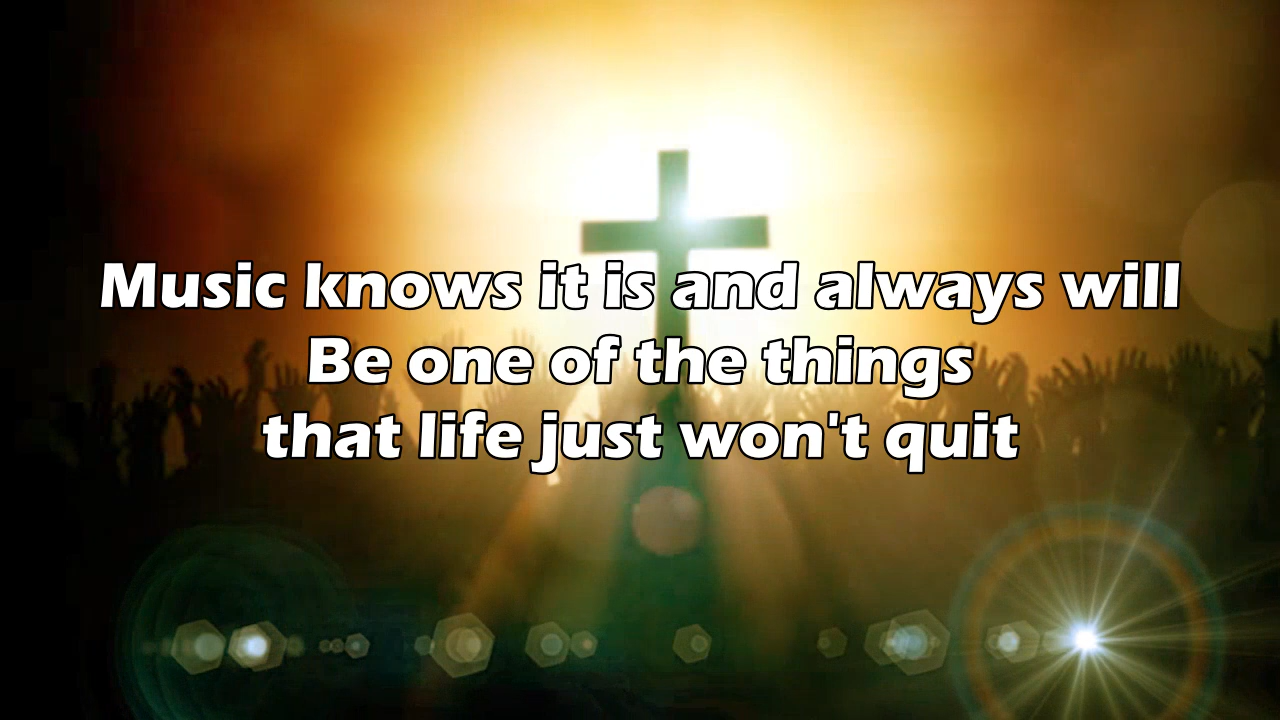 Music knows it is and always will
Be one of the things
that life just won't quit